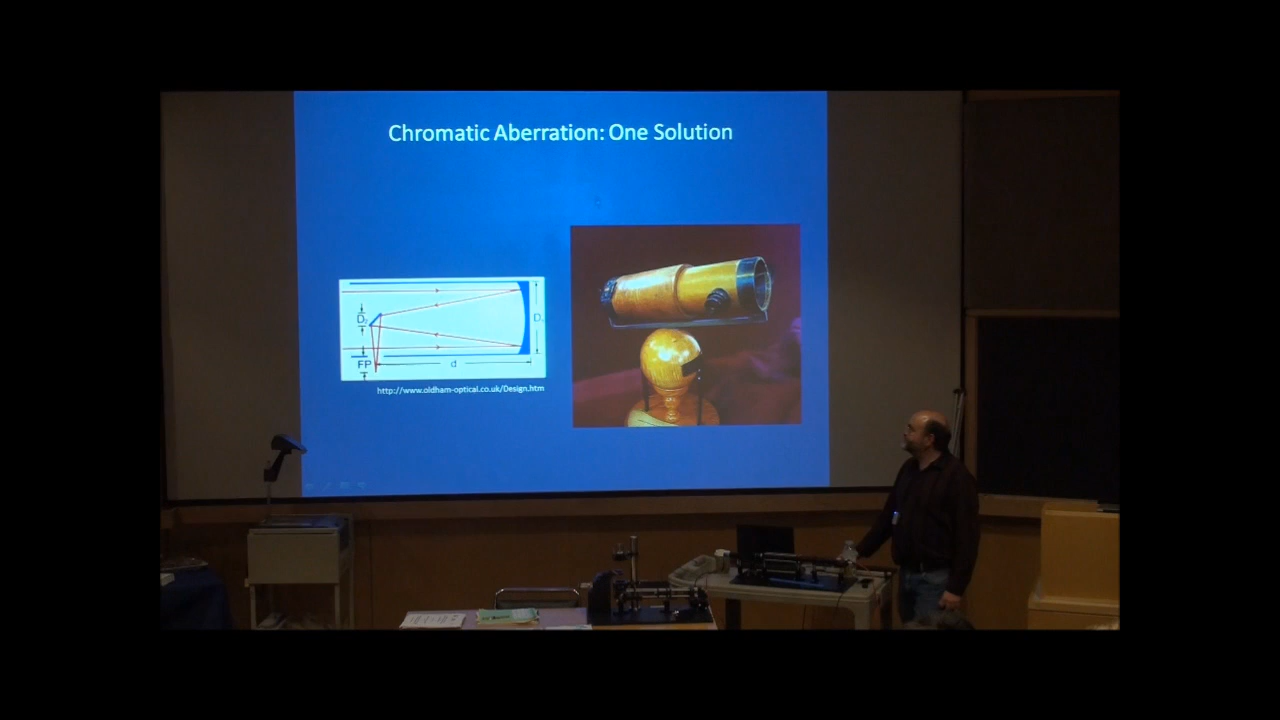 Chromatic Aberration: One Solution
D
D
d
FP
http://www.oldham-optical.co.uk/Design.htm